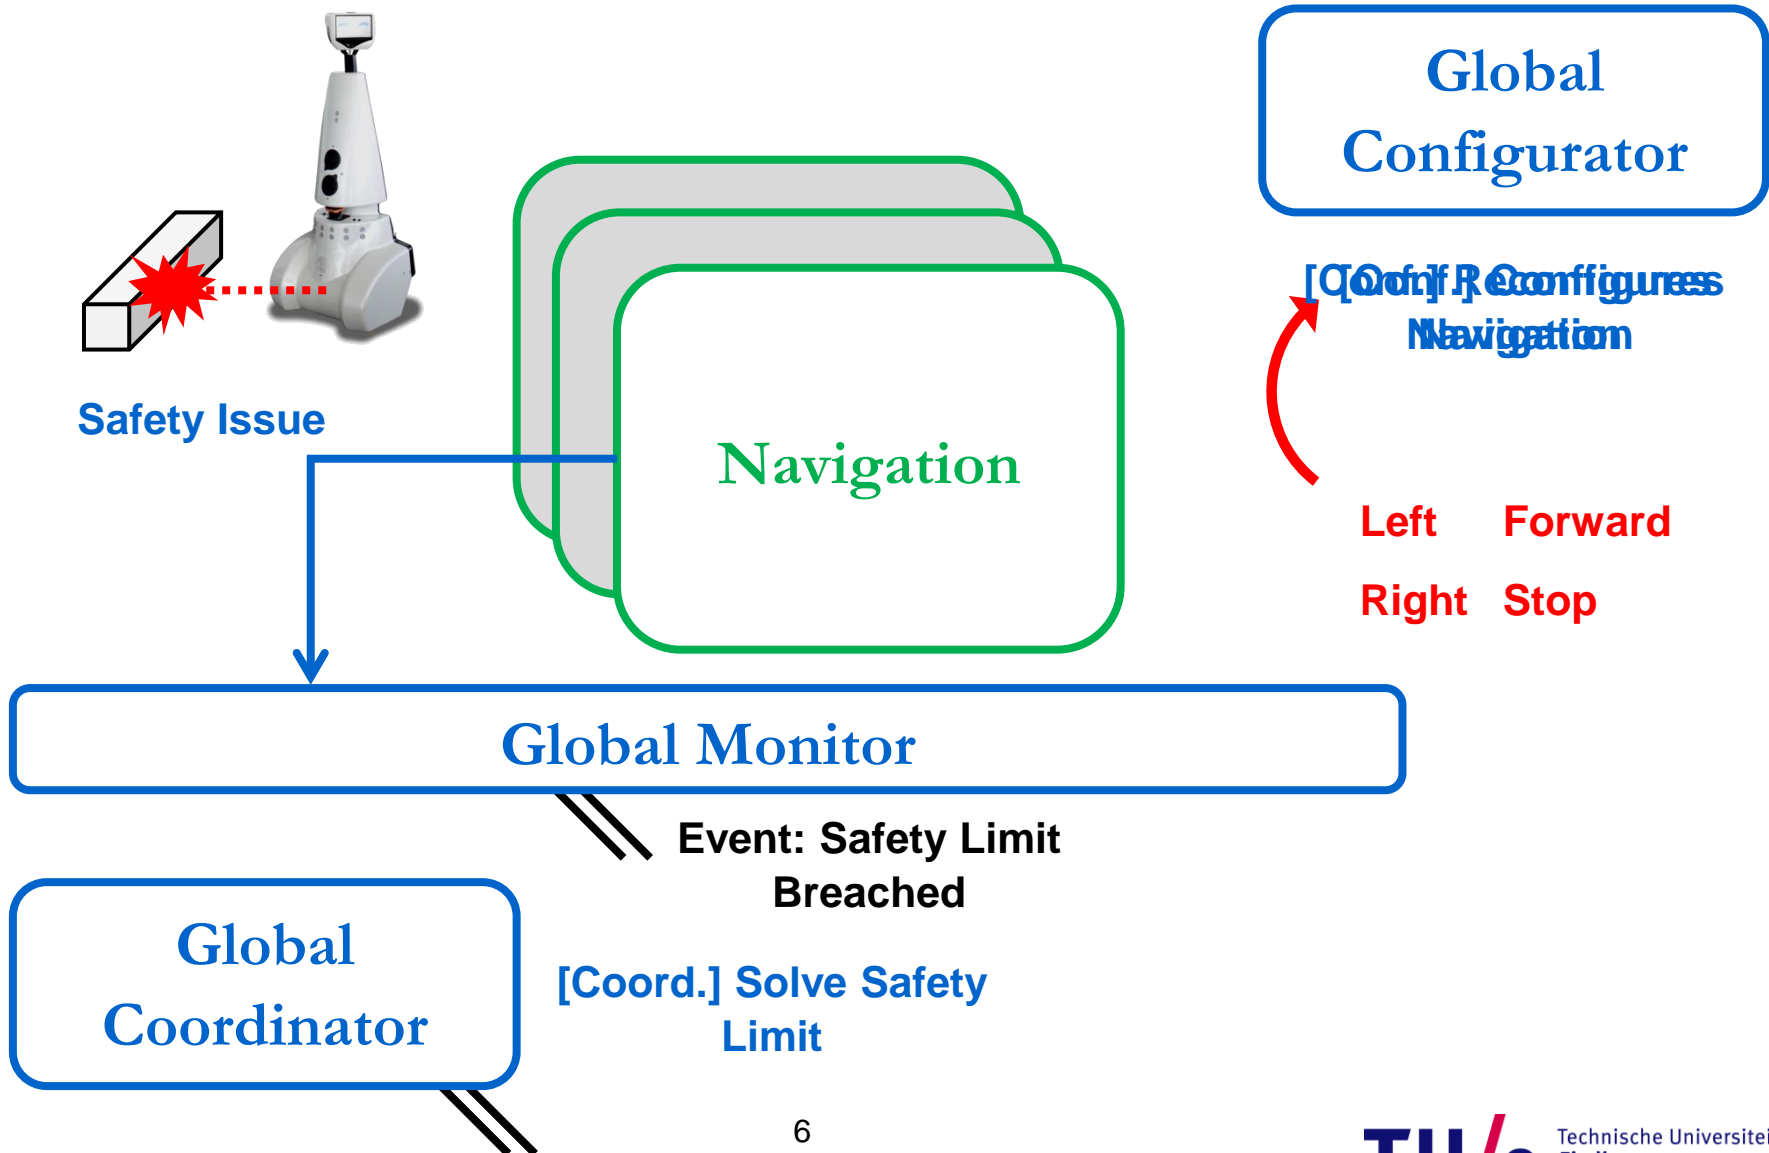 Global
Configurator
Navigation
Safety Issue
Navigation
Left Forward
Right Stop
Global Monitor
Event: Safety Limit
Breached
Global
Coordinator
[Coord.] Solve Safety
Limit
6
Technische Universitei